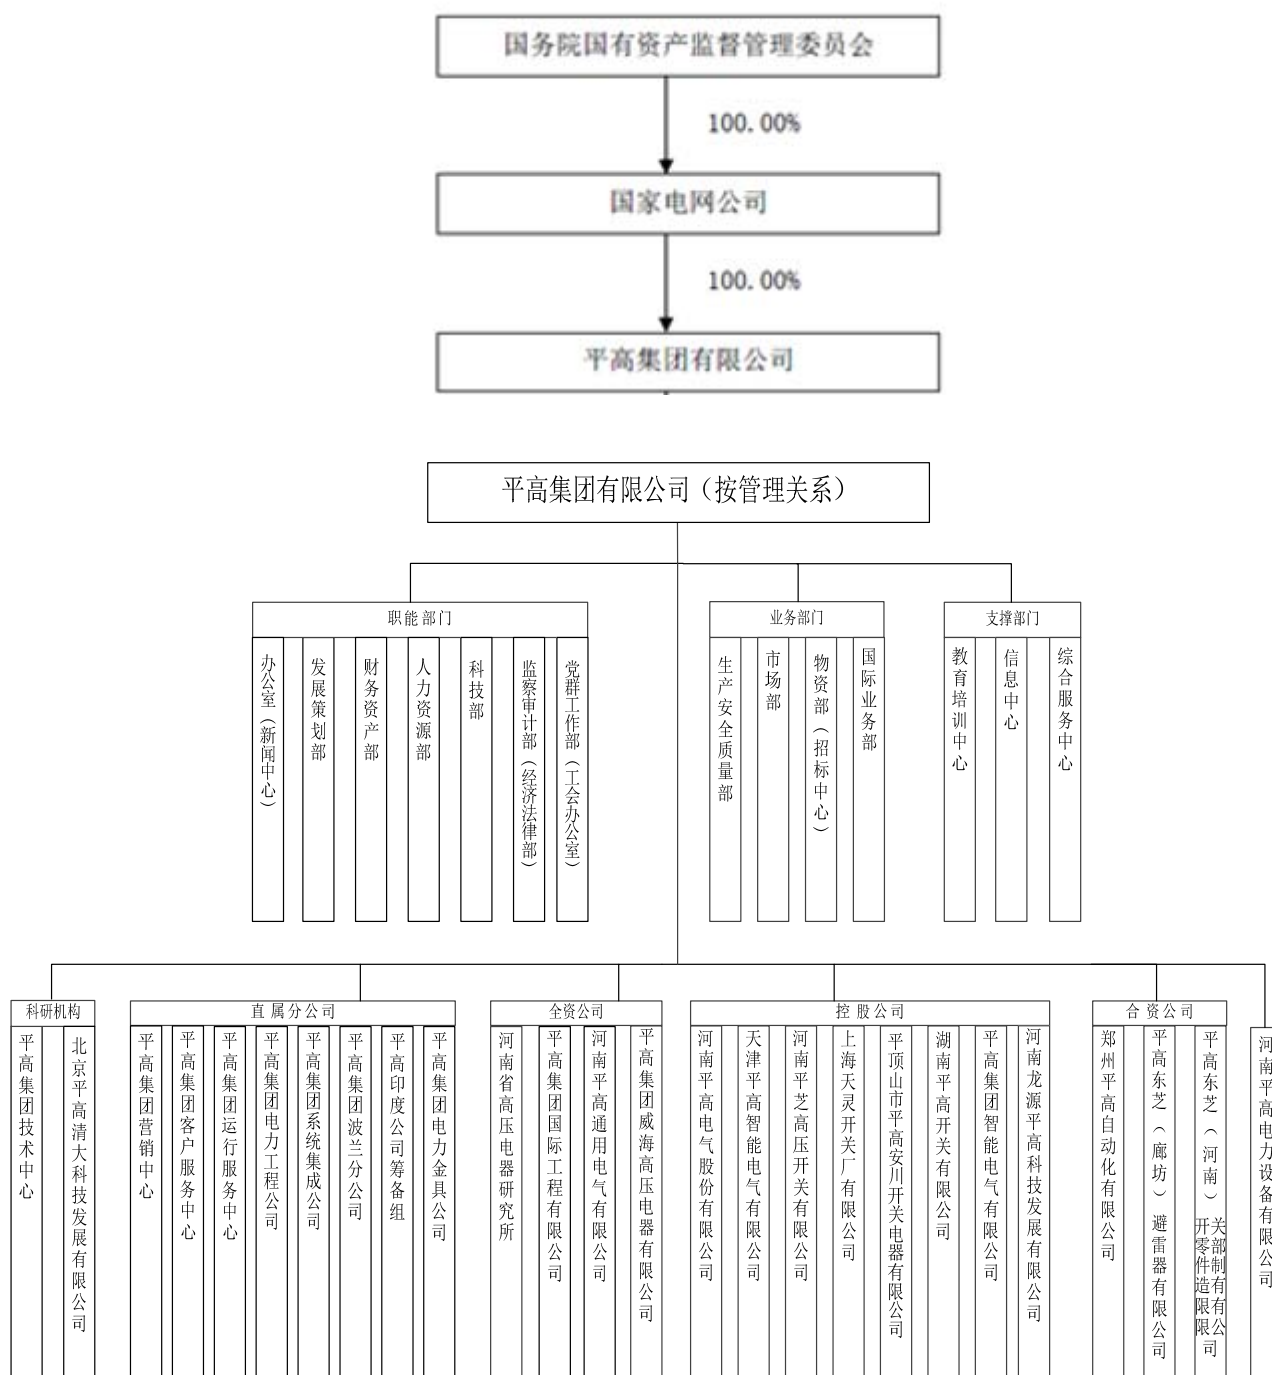 国务院国有资产监督管理委员会
100.00%
国家电网公司
100.00%
平高集团有限公司
平高集团有限公司（按管理关系）
职能部门
业务部门
支撑部门
办公室（新闻中心）
发展策划部
财务资产部
人力资源部
科技部
监察审计部（经济法律部）
党群工作部（工会办公室）
生产安全质量部
市场部
物资部（招标中心）
国际业务部
教育培训中心
信息中心
综合服务中心
科研机构
直属分公司
全资公司
控股公司
合资公司
平高集团技术中心
北京平高清大科技发展有限公司
平高集团营销中心
平高集团客户服务中心
平高集团运行服务中心
平高集团电力工程公司
平高集团系统集成公司
平高集团波兰分公司
平高印度公司筹备组
平高集团电力金具公司
河南省高压电器研究所
平高集团国际工程有限公司
河南平高通用电气有限公司
平高集团威海高压电器有限公司
河南平高电气股份有限公司
天津平高智能电气有限公司
河南平芝高压开关有限公司
上海天灵开关厂有限公司
平顶山市平高安川开关电器有限公司
湖南平高开关有限公司
平高集团智能电气有限公司
河南龙源平高科技发展有限公司
郑州平高自动化有限公司
平高东芝（廊坊）避雷器有限公司
平高东芝（河南）
开关
零部
件制
造有
限有
限公
司
河南平高电力设备有限公司